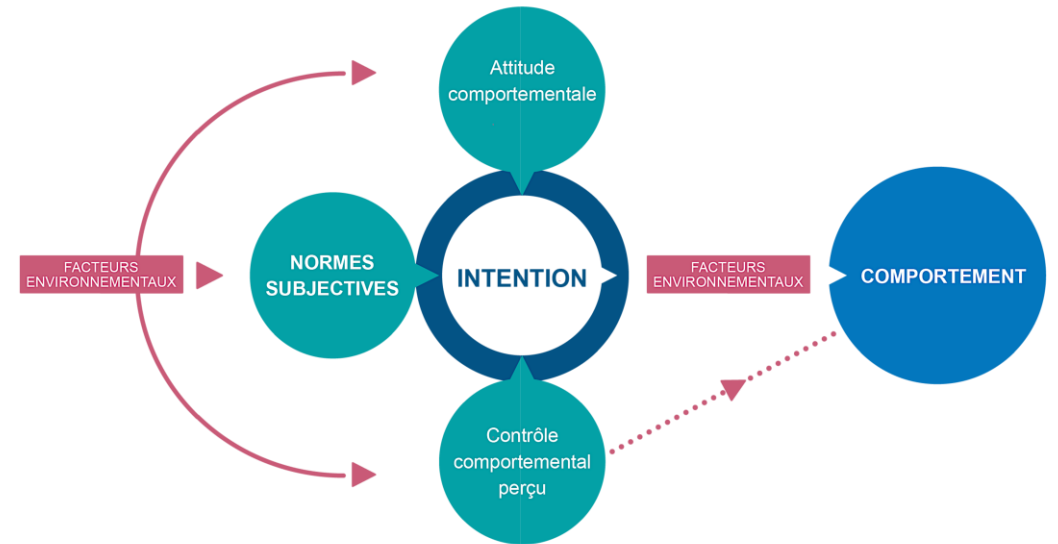 Attitude
comportementale
FACTEURS
ENVIRONNEMENTAUX
NORMES
SUBJECTIVES
INTENTION
FACTEURS
ENVIRONNEMENTAUX
COMPORTEMENT
Contrôle
comportemental
perçu